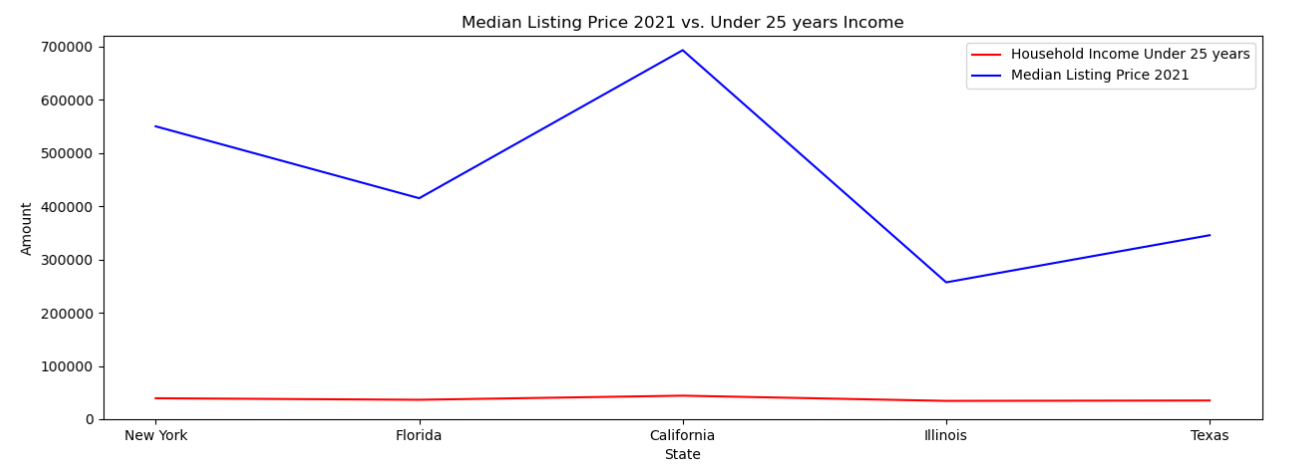 Median Listing Price 2021 vs. Under 25 years Income
Household Income Under 25 years
Median Listing Price 2021
700000
600000
500000
400000
300000
200000
100000
0
Amount
New York Florida California Illinois Texas
State